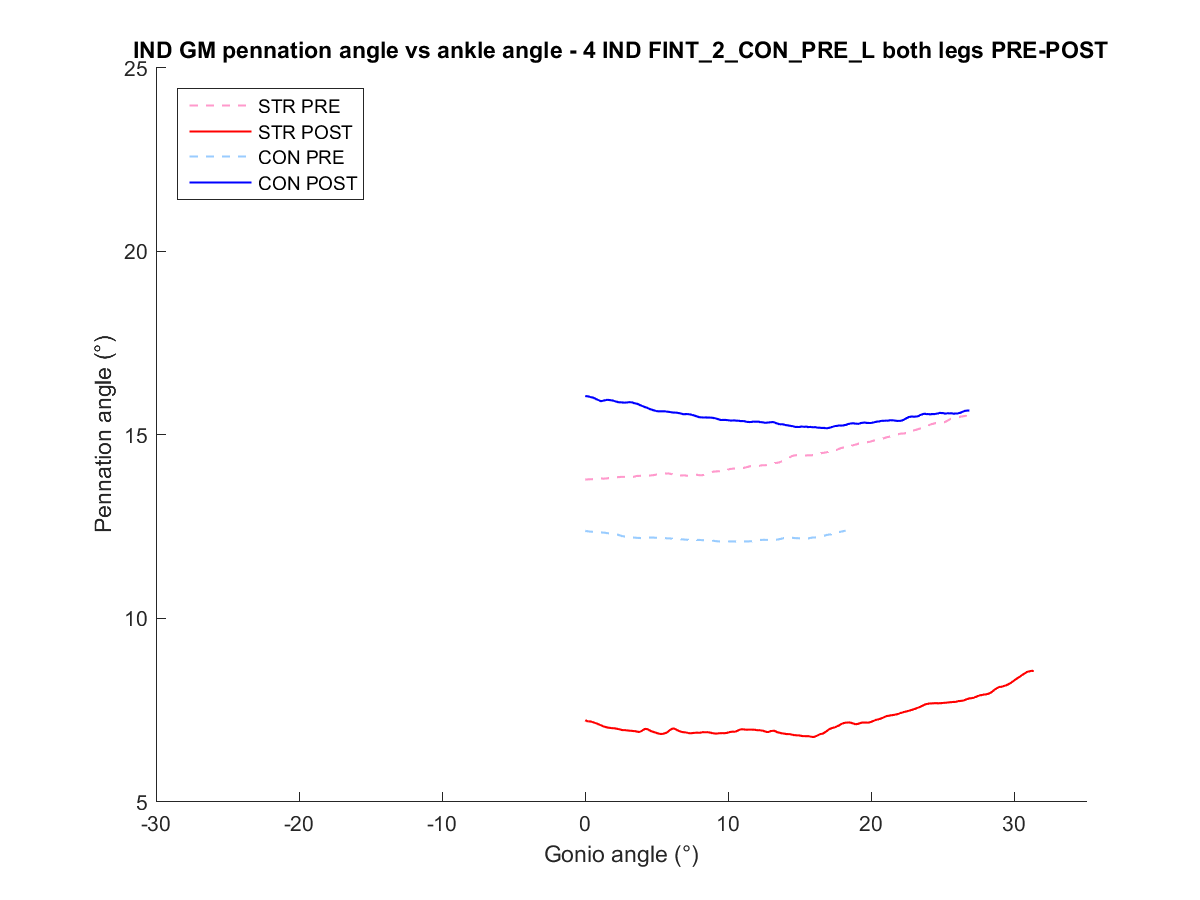 IND GM pennation angle vs ankle angle - 4 IND FINT_2_CON_PRE_L both legs PRE-POST
25
STR PRE
STR POST
CON PRE
CON POST
20
15
Pennation angle (°)
10
5
-30 -20 -10 0 10 20 30
Gonio angle (°)